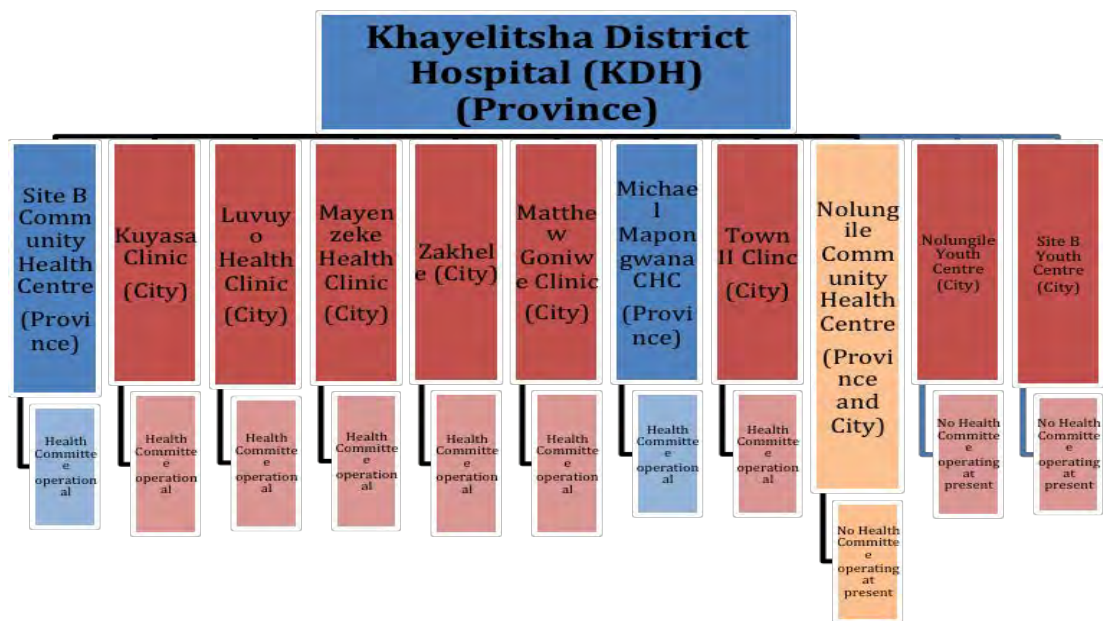 Khayelitsha District
Hospital (KDH)
(Province)
Site B
Comm
unity
Health
Centre
(Provi
nce)
Kuyasa
Clinic
(City)
Luvuy
o
Health
Clinic
(City)
Mayen
zeke
Health
Clinic
(City)
Zakhel
e (City)
Matthe
w
Goniw
e Clinic
(City)
Michae
l
Mapon
gwana
CHC
(Provi
nce)
Town
II Clinc
(City)
Nolung
ile
Comm
unity
Health
Centre
(Provi
nce
and
City)
Nolungile
Youth
Centre
(City)
Site B
Youth
Centre
(City)
Health
Committe
e
operation
al
Health
Committe
e
operation
al
Health
Committe
e
operation
al
Health
Committe
e
operation
al
Health
Committe
e
operation
al
Health
Committe
e
operation
al
Health
Committe
e
operation
al
Health
Committe
e
operation
al
No Health
Committe
e
operating
at
present
No Health
Committe
e
operating
at
present
No Health
Committe
e
operating
at
present